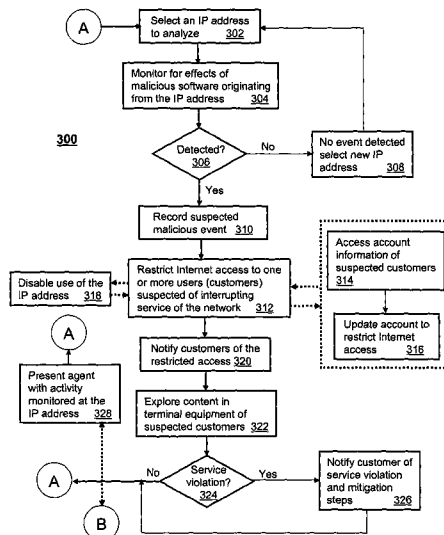 A
Select an IP address
to analyze 302
Monitor for effects of
malicious software originating
from the IP address 304
300
Detected?
306
No
No event detected
select new IP
address 308
Yes
Record suspected
malicious event 310
Access account
information of
suspected customers
314
Update account to
restrict Internet
access 316
Disable use of the
IP address 318
Restrict Internet access to one
or more users (customers)
suspected of interrupting
service of the network 312
A
Notify customers of the
restricted access 320
Present agent
with activity
monitored at the
IP address 328
Explore content in
terminal equipment of
suspected customers 322
A
No
Service
violation?
324
Yes
Notify customer of
service violation
and mitigation
steps 326
B